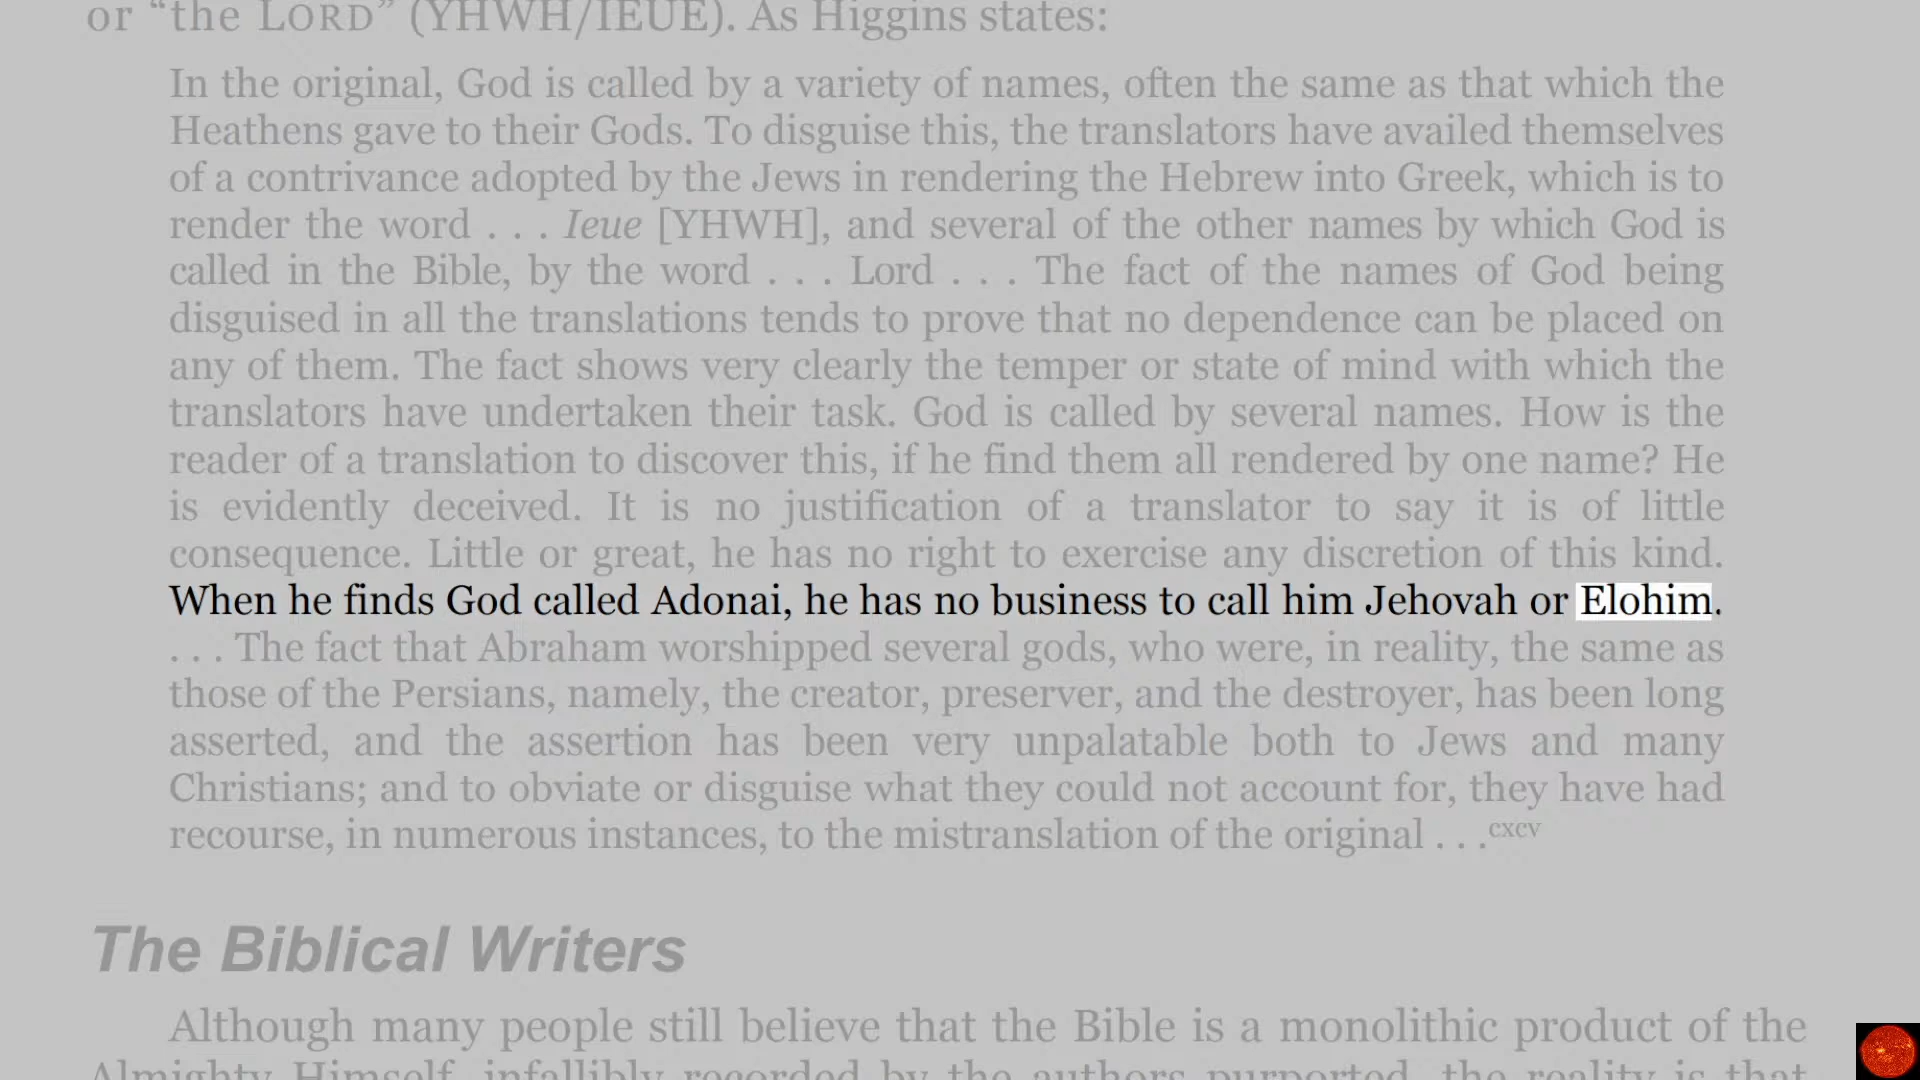 or “the LORD” (YHWH/IEUE). As Higgins states:
In the original, God is called by a variety of names, often the same as that which the
Heathens gave to their Gods. To disguise this, the translators have availed themselves
of a contrivance adopted by the Jews in rendering the Hebrew into Greek, which is to
render the word . . . Ieue [YHWH], and several of the other names by which God is
called in the Bible, by the word . . . Lord . . . The fact of the names of God being
disguised in all the translations tends to prove that no dependence can be placed on
any of them. The fact shows very clearly the temper or state of mind with which the
translators have undertaken their task. God is called by several names. How is the
reader of a translation to discover this, if he find them all rendered by one name? He
is evidently deceived. It is no justification of a translator to say it is of little
consequence. Little or great, he has no right to exercise any discretion of this kind.
When he finds God called Adonai, he has no business to call him Jehovah or Elohim.
. . . The fact that Abraham worshipped several gods, who were, in reality, the same as
those of the Persians, namely, the creator, preserver, and the destroyer, has been long
asserted, and the assertion has been very unpalatable both to Jews and many
Christians; and to obviate or disguise what they could not account for, they have had
recourse, in numerous instances, to the mistranslation of the original . . .cxcv
The Biblical Writers
Although many people still believe that the Bible is a monolithic product of the
Almighty Himself, infallibly recorded by the authors purported, the reality is that